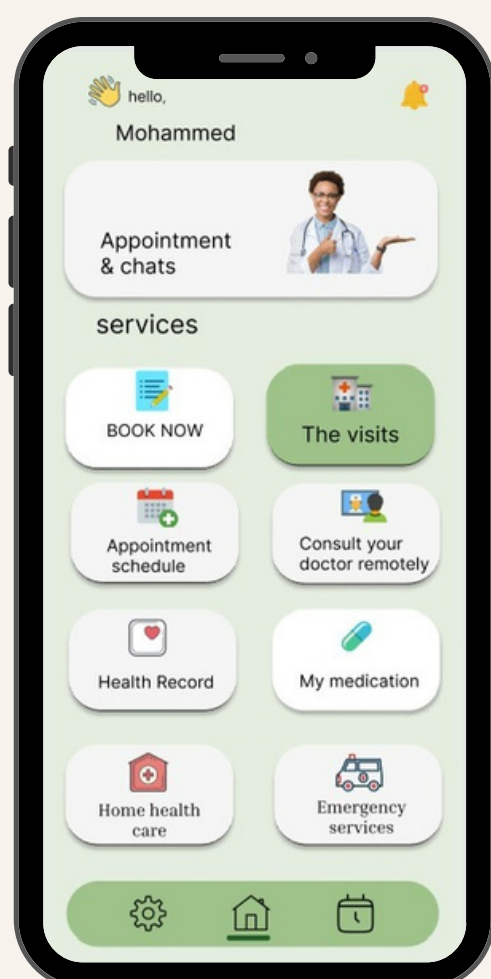 hello,
Mohammed
Appointment
& chats
services
BOOK NOW
The visits
Appointment
schedule
Consult your
doctor remotely
Health Record
My medication
Home health
care
Emergency
services